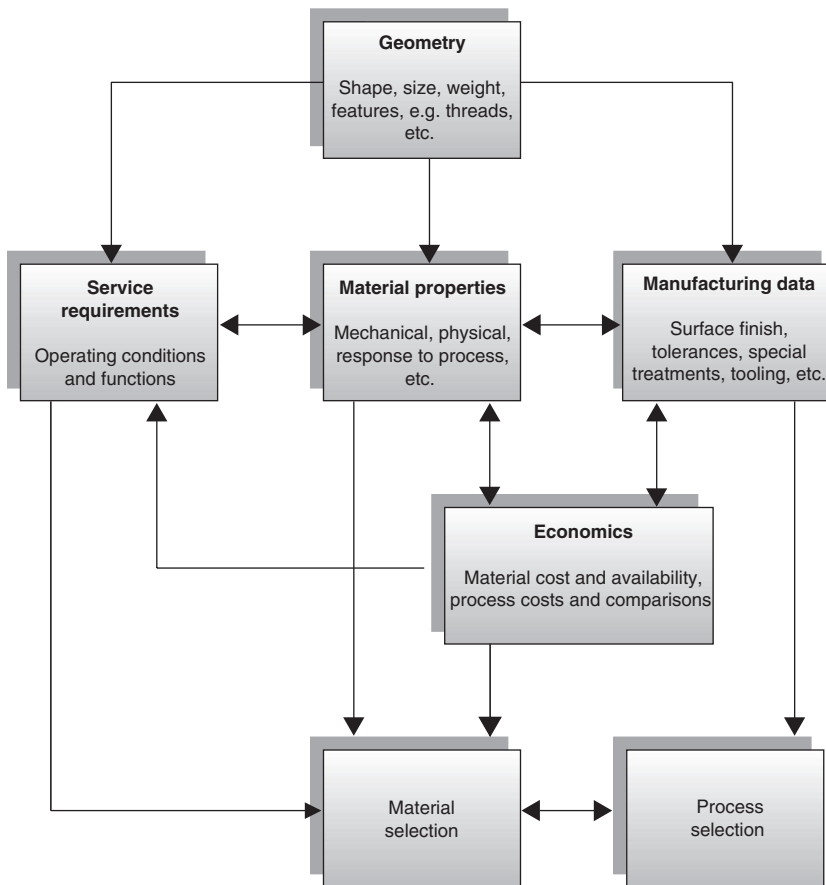 Geometry
Shape, size, weight,
features, e.g. threads,
etc.
Service
requirements
Operating conditions
and functions
Material properties
Mechanical, physical,
response to process,
etc.
Manufacturing data
Surface finish,
tolerances, special
treatments, tooling, etc.
Economics
Material cost and availability,
process costs and comparisons
Material
selection
Process
selection